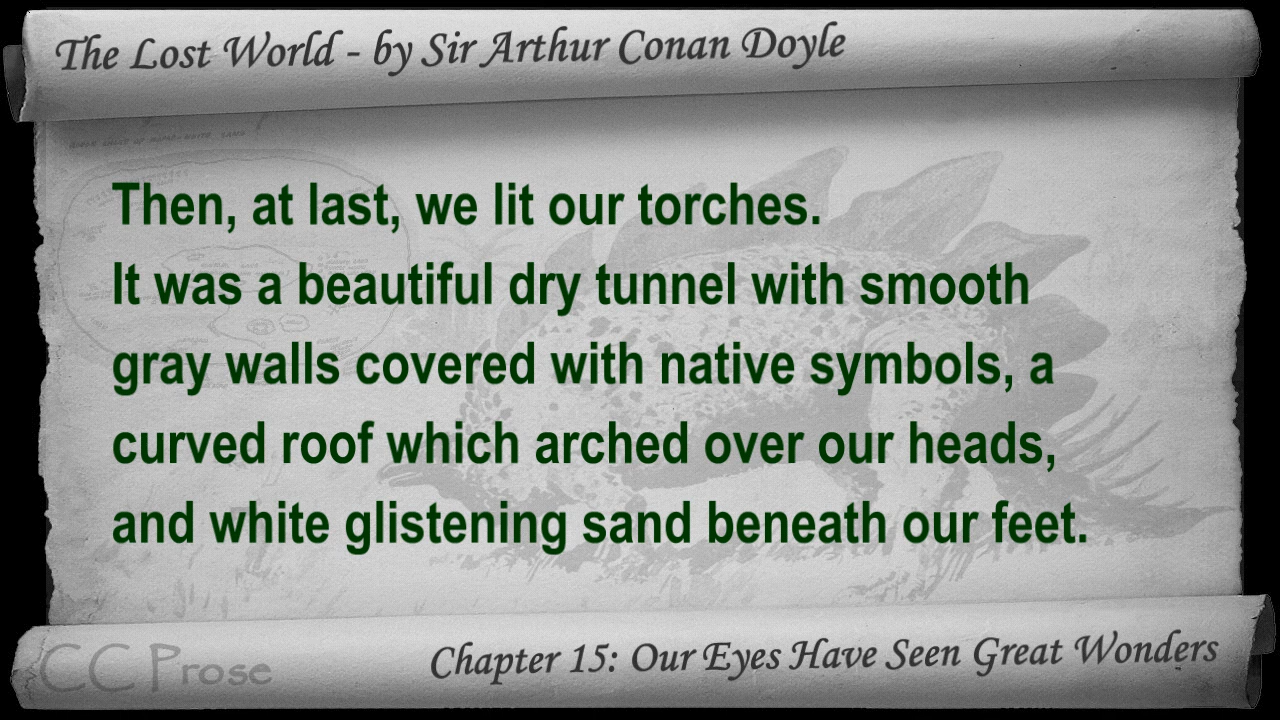 The Lost World - by Sir Arthur Conan Doyle
Then, at last, we lit our torches.
It was a beautiful dry tunnel with smooth
gray walls covered with native symbols, a
curved roof which arched over our heads,
and white glistening sand beneath our feet.
CC Prose
Chapter 15: Our Eyes Have Seen Great Wonders